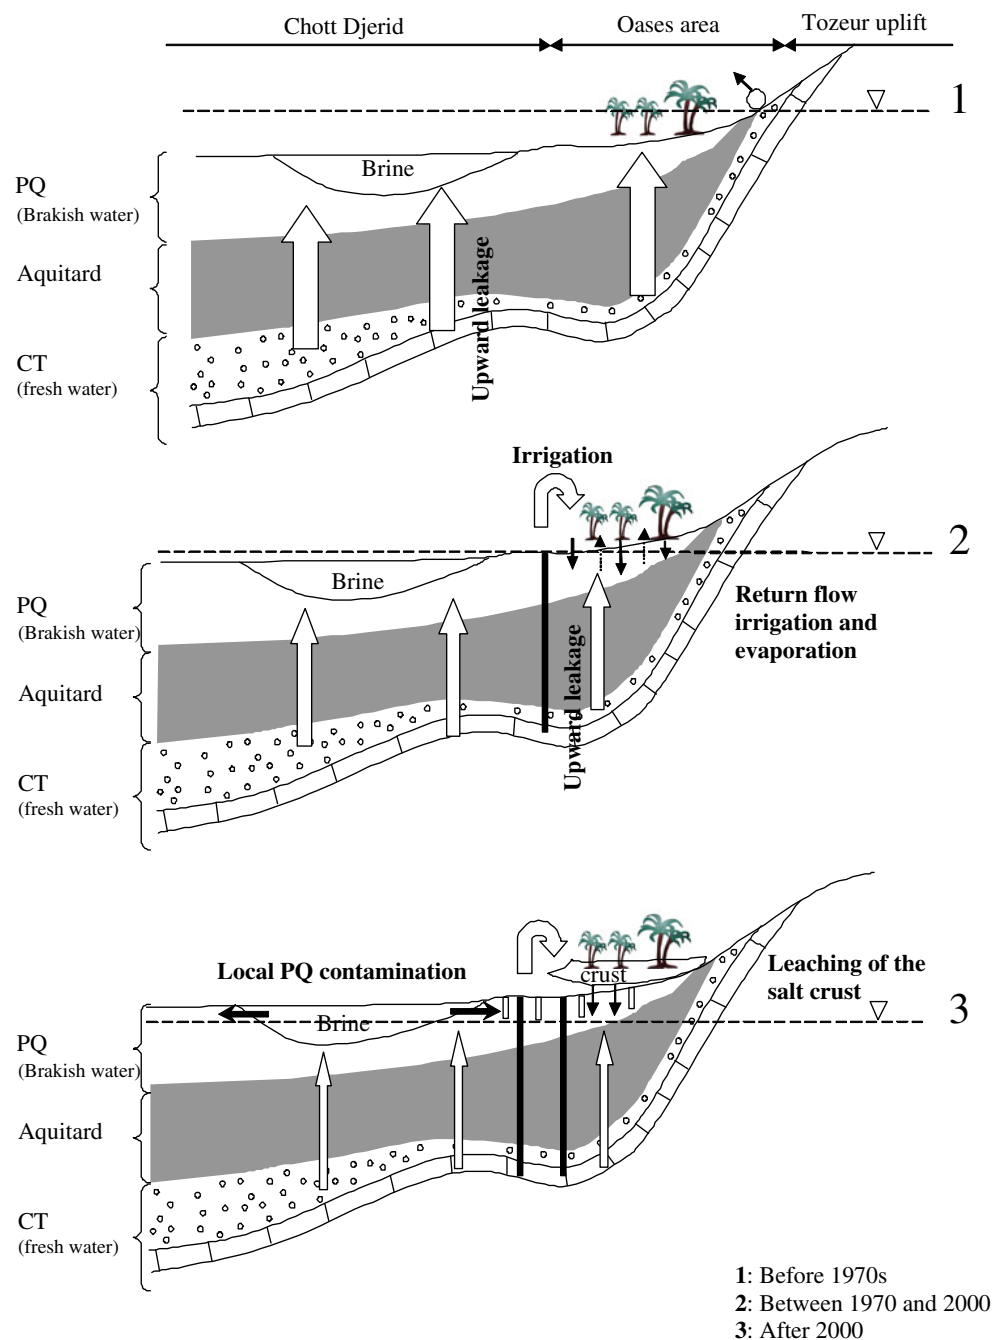 Chott Djerid
Oases area
Tozeur uplift
1
Brine
PQ
(Brakish water)
Aquitard
CT
(fresh water)
Upward leakage
Irrigation
2
Brine
PQ
(Brakish water)
Aquitard
CT
(fresh water)
Upward leakage
Return flow
irrigation and
evaporation
Local PQ contamination
crust
Leaching of the
salt crust
3
Brine
PQ
(Brakish water)
Aquitard
CT
(fresh water)
1: Before 1970s
2: Between 1970 and 2000
3: After 2000